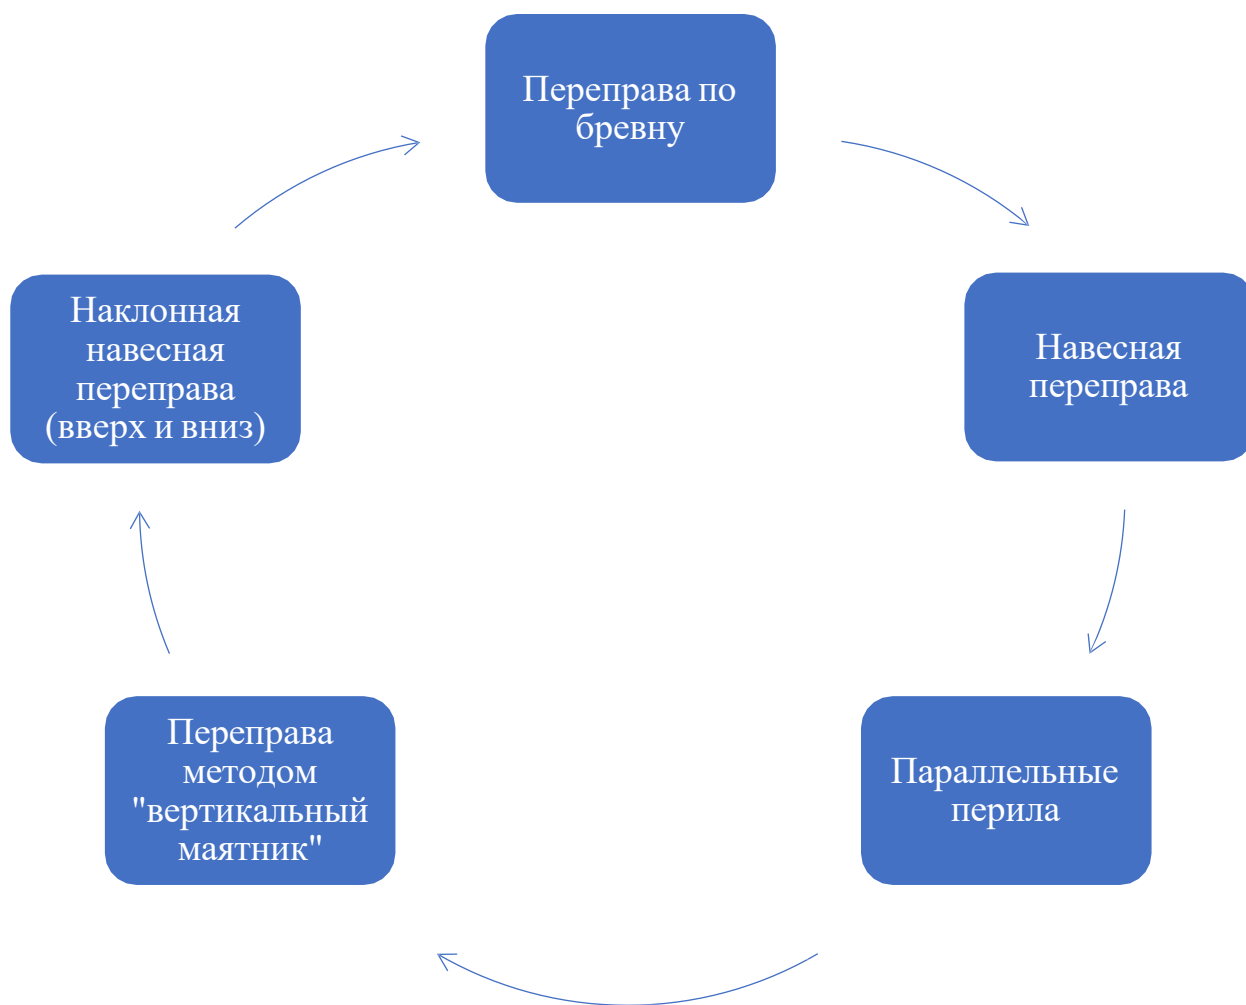 Переправа по
бревну
Навесная
переправа
Параллельные
перила
Переправа
методом
"вертикальный
маятник"
Наклонная
навесная
переправа
(вверх и вниз)